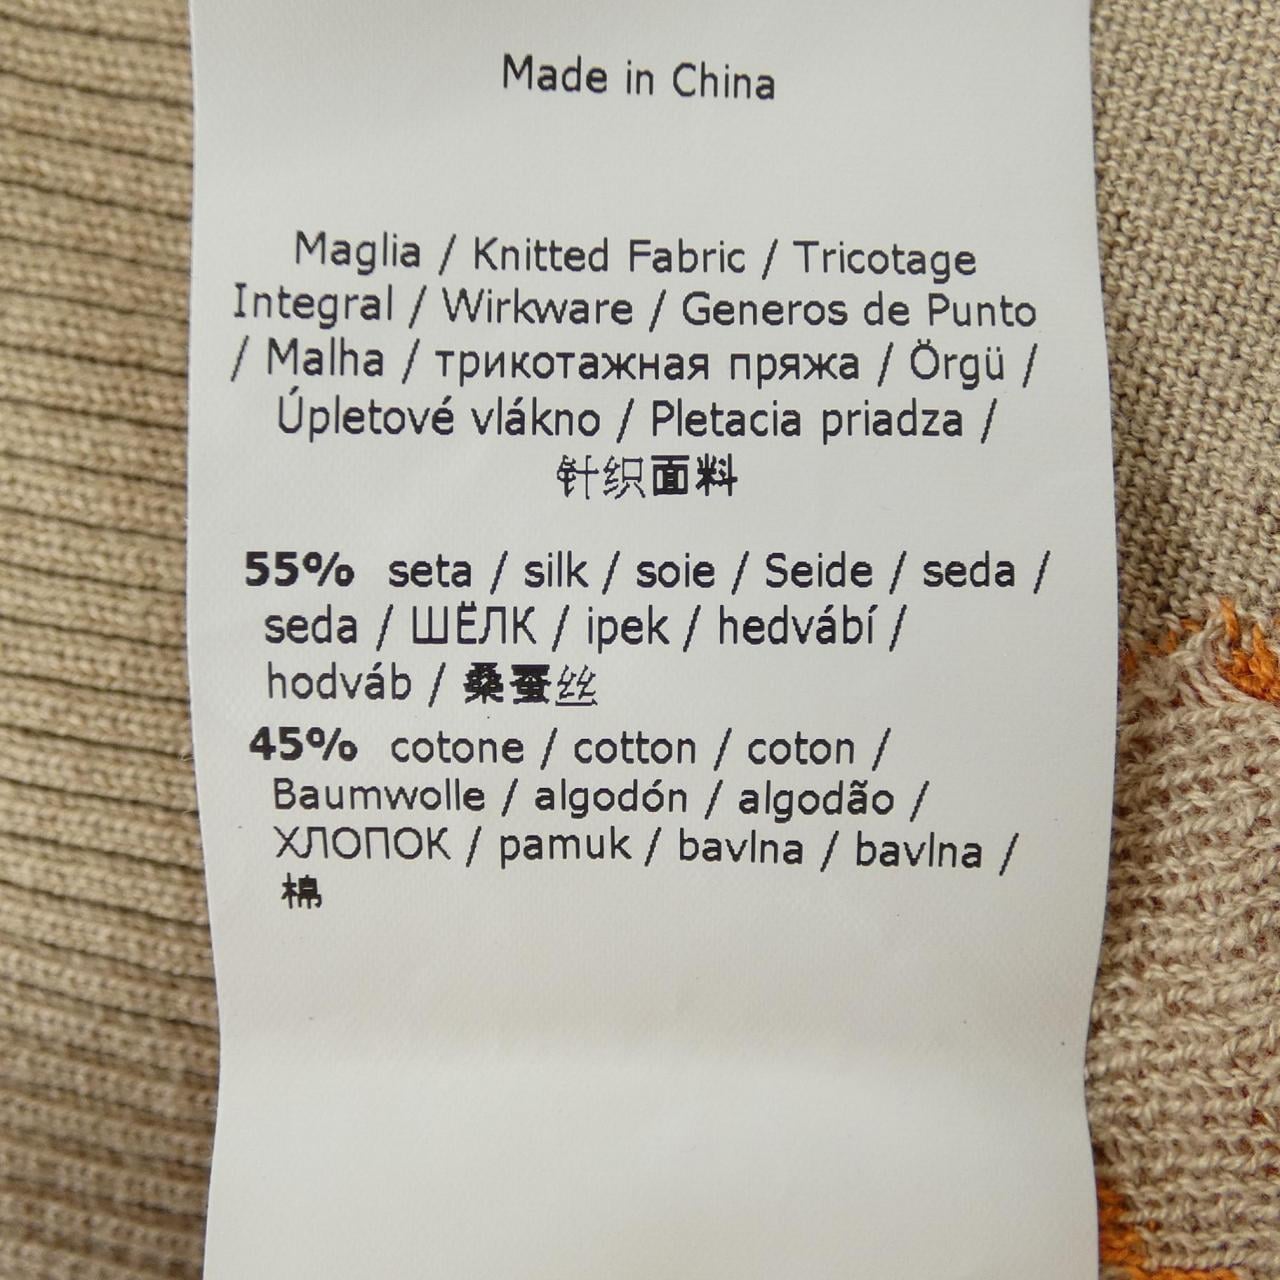 Made in China
Maglia / Knitted Fabric / Tricotage
Integral / Wirkware / Generos de Punto
/ Malha / трикотажная пряжа / Örgü /
Úpletové vlákno / Pletacia priadza /
针织面料
55% seta / silk / soie / Seide / seda /
seda / ШЁЛК / ipek / hedvábí /
hodváb / 桑蚕丝
45% cotone / cotton / coton /
Baumwolle / algodón / algodão /
ХЛОПОК / pamuk / bavlna / bavlna /
棉